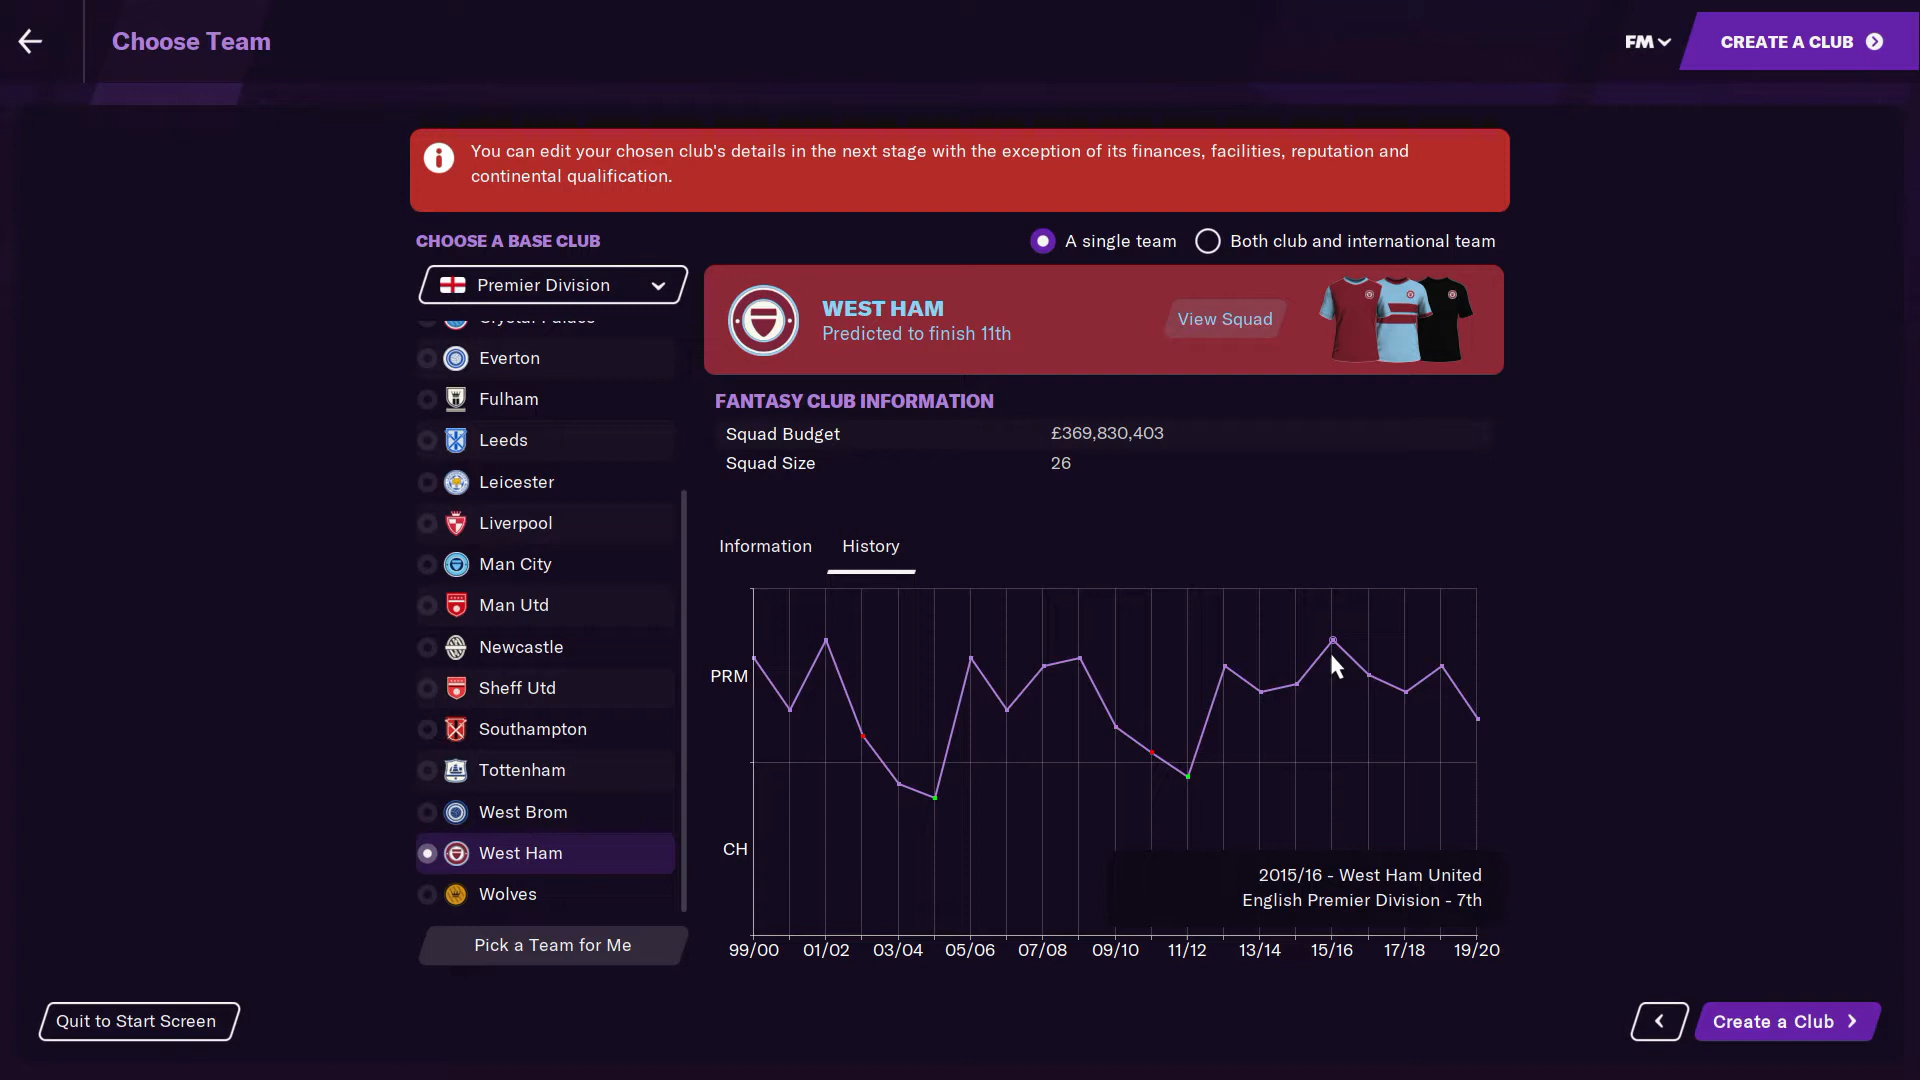 Choose Team
FM
CREATE A CLUB
You can edit your chosen club's details in the next stage with the exception of its finances, facilities, reputation and
continental qualification.
CHOOSE A BASE CLUB
A single team
Both club and international team
Premier Division
Crystal Palace
Everton
Fulham
Leeds
Leicester
Liverpool
Man City
Man Utd
Newcastle
Sheff Utd
Southampton
Tottenham
West Brom
West Ham
Wolves
Pick a Team for Me
WEST HAM
Predicted to finish 11th
View Squad
FANTASY CLUB INFORMATION
Squad Budget £369,830,403
Squad Size 26
Information History
PRM
CH
2015/16 - West Ham United
English Premier Division - 7th
99/00 01/02 03/04 05/06 07/08 09/10 11/12 13/14 15/16 17/18 19/20
Quit to Start Screen
Create a Club